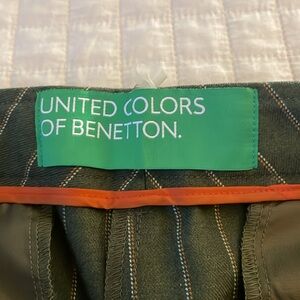 UNITED COLORS
OF BENETTON.